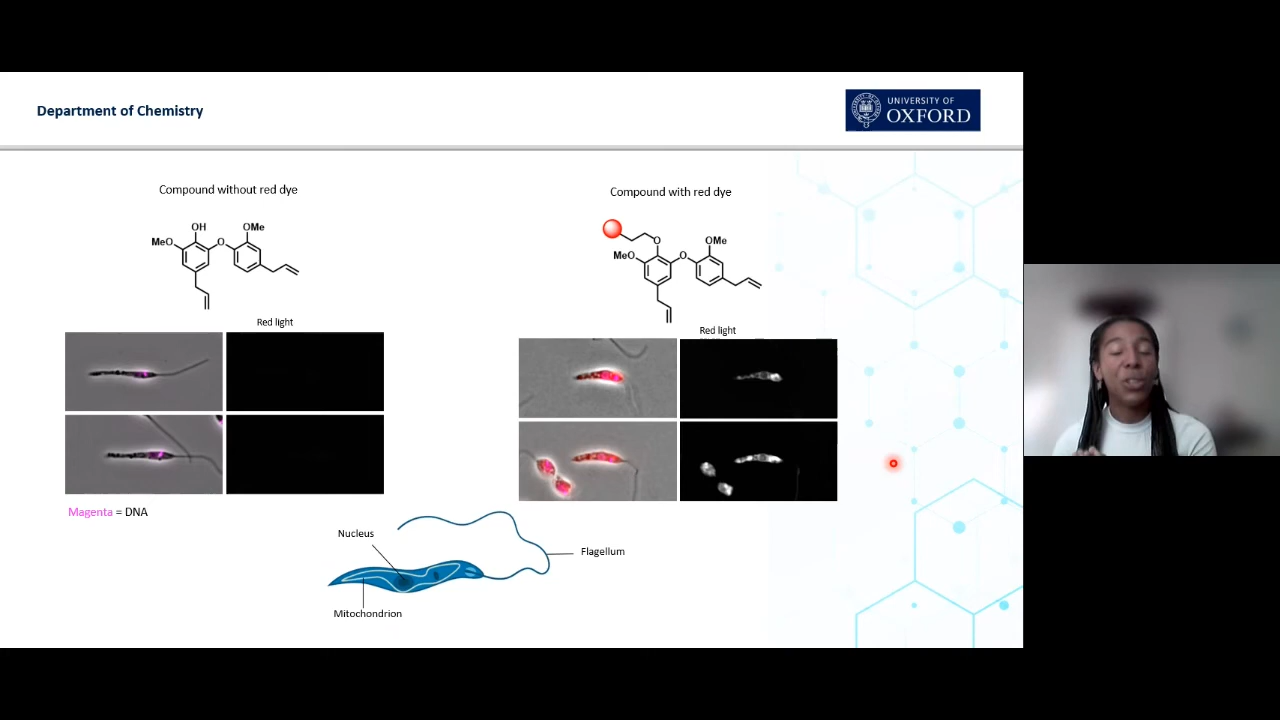 Department of Chemistry
UNIVERSITY OF
OXFORD
Compound without red dye
OH
OMe
MeO
O
Red light
Magenta = DNA
Compound with red dye
O
OMe
MeO
O
Red light
Nucleus
Flagellum
Mitochondrion